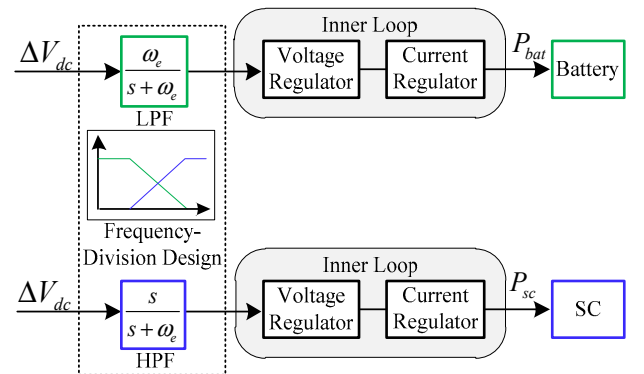 Inner Loop
ΔV_dc
ω_e / (s + ω_e)
LPF
Voltage
Regulator
Current
Regulator
P_bat
Battery
Frequency-
Division Design
Inner Loop
ΔV_dc
s / (s + ω_e)
HPF
Voltage
Regulator
Current
Regulator
P_sc
SC